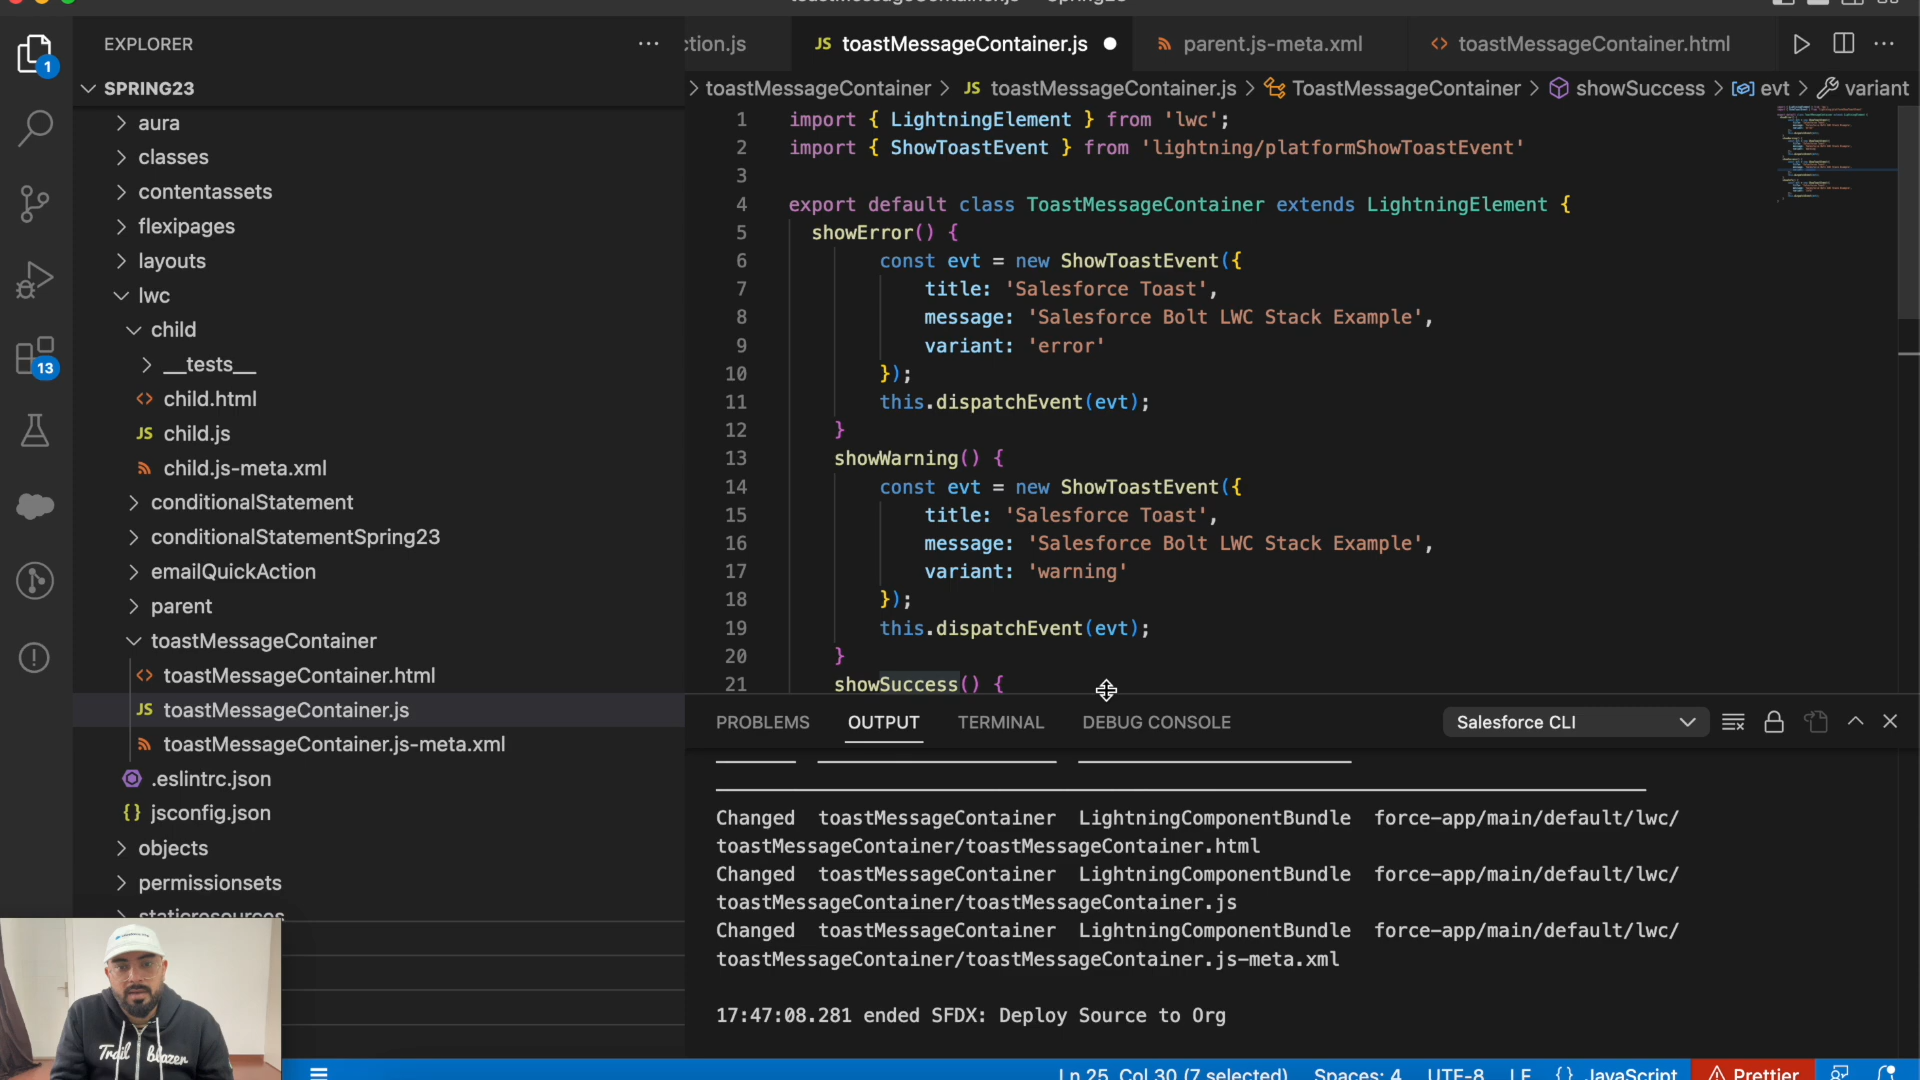 EXPLORER
ction.js
JS toastMessageContainer.js
parent.js-meta.xml
toastMessageContainer.html
1
SPRING23
toastMessageContainer > JS toastMessageContainer.js > ToastMessageContainer > showSuccess > evt > variant
aura
classes
contentassets
flexipages
layouts
lwc
child
__tests__
child.html
JS child.js
child.js-meta.xml
conditionalStatement
conditionalStatementSpring23
emailQuickAction
parent
toastMessageContainer
toastMessageContainer.html
JS toastMessageContainer.js
toastMessageContainer.js-meta.xml
.eslintrc.json
{} jsconfig.json
objects
permissionsets
staticresources
13
1 import { LightningElement } from 'lwc';
2 import { ShowToastEvent } from 'lightning/platformShowToastEvent'
3
4 export default class ToastMessageContainer extends LightningElement {
5 showError() {
6 const evt = new ShowToastEvent({
7 title: 'Salesforce Toast',
8 message: 'Salesforce Bolt LWC Stack Example',
9 variant: 'error'
10 });
11 this.dispatchEvent(evt);
12 }
13 showWarning() {
14 const evt = new ShowToastEvent({
15 title: 'Salesforce Toast',
16 message: 'Salesforce Bolt LWC Stack Example',
17 variant: 'warning'
18 });
19 this.dispatchEvent(evt);
20 }
21 showSuccess() {
PROBLEMS OUTPUT TERMINAL DEBUG CONSOLE
Salesforce CLI
Changed toastMessageContainer LightningComponentBundle force-app/main/default/lwc/
toastMessageContainer/toastMessageContainer.html
Changed toastMessageContainer LightningComponentBundle force-app/main/default/lwc/
toastMessageContainer/toastMessageContainer.js
Changed toastMessageContainer LightningComponentBundle force-app/main/default/lwc/
toastMessageContainer/toastMessageContainer.js-meta.xml
17:47:08.281 ended SFDX: Deploy Source to Org
Trail blazer
Ln 25, Col 30 (7 selected) Spaces: 4 UTF-8 LF {} JavaScript Prettier